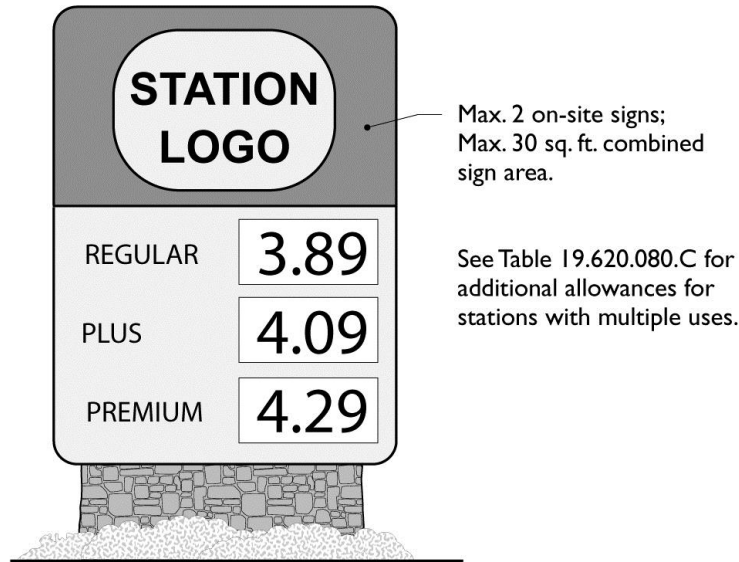 STATION
LOGO
Max. 2 on-site signs;
Max. 30 sq. ft. combined
sign area.
REGULAR 3.89
See Table 19.620.080.C for
additional allowances for
stations with multiple uses.
PLUS 4.09
PREMIUM 4.29